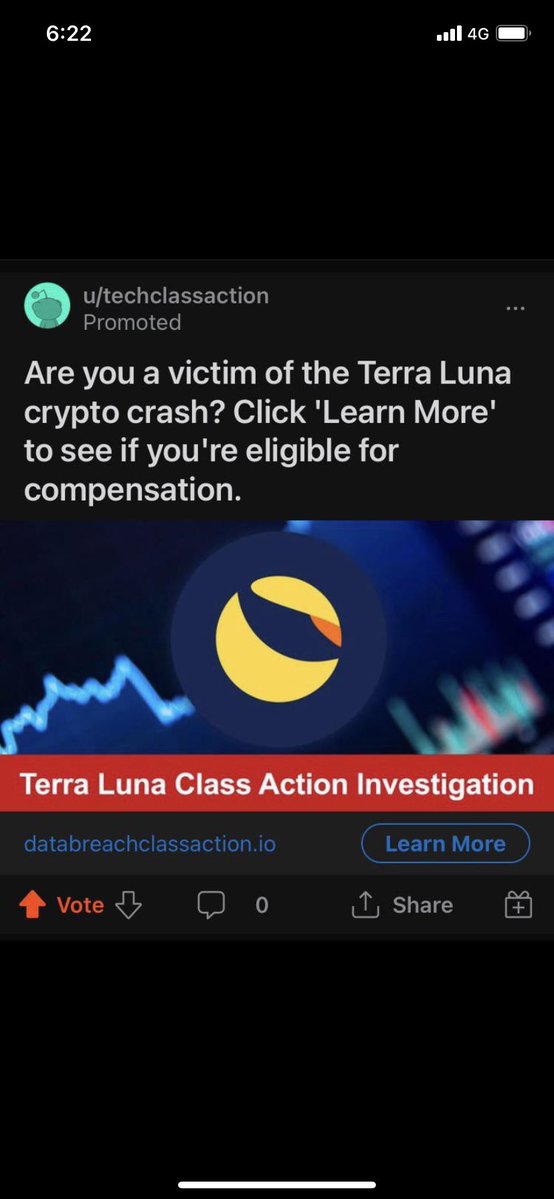 6:22
4G
u/techclassaction
Promoted
Are you a victim of the Terra Luna
crypto crash? Click 'Learn More'
to see if you're eligible for
compensation.
Terra Luna Class Action Investigation
databreachclassaction.io
Learn More
Vote
0
Share